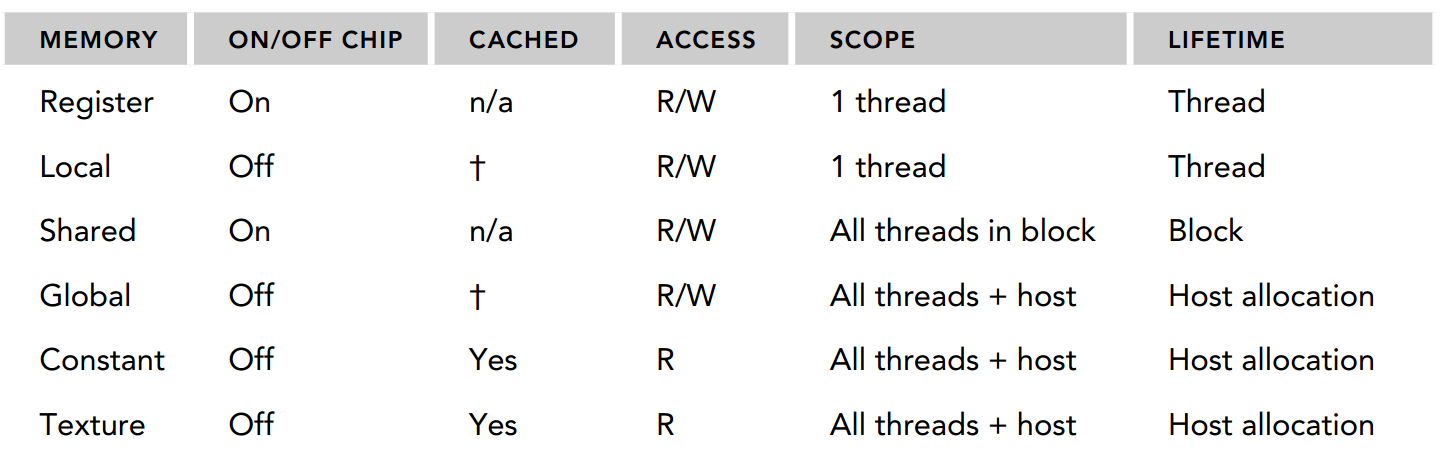 MEMORY ON/OFF CHIP CACHED ACCESS SCOPE LIFETIME
Register On n/a R/W 1 thread Thread
Local Off † R/W 1 thread Thread
Shared On n/a R/W All threads in block Block
Global Off † R/W All threads + host Host allocation
Constant Off Yes R All threads + host Host allocation
Texture Off Yes R All threads + host Host allocation